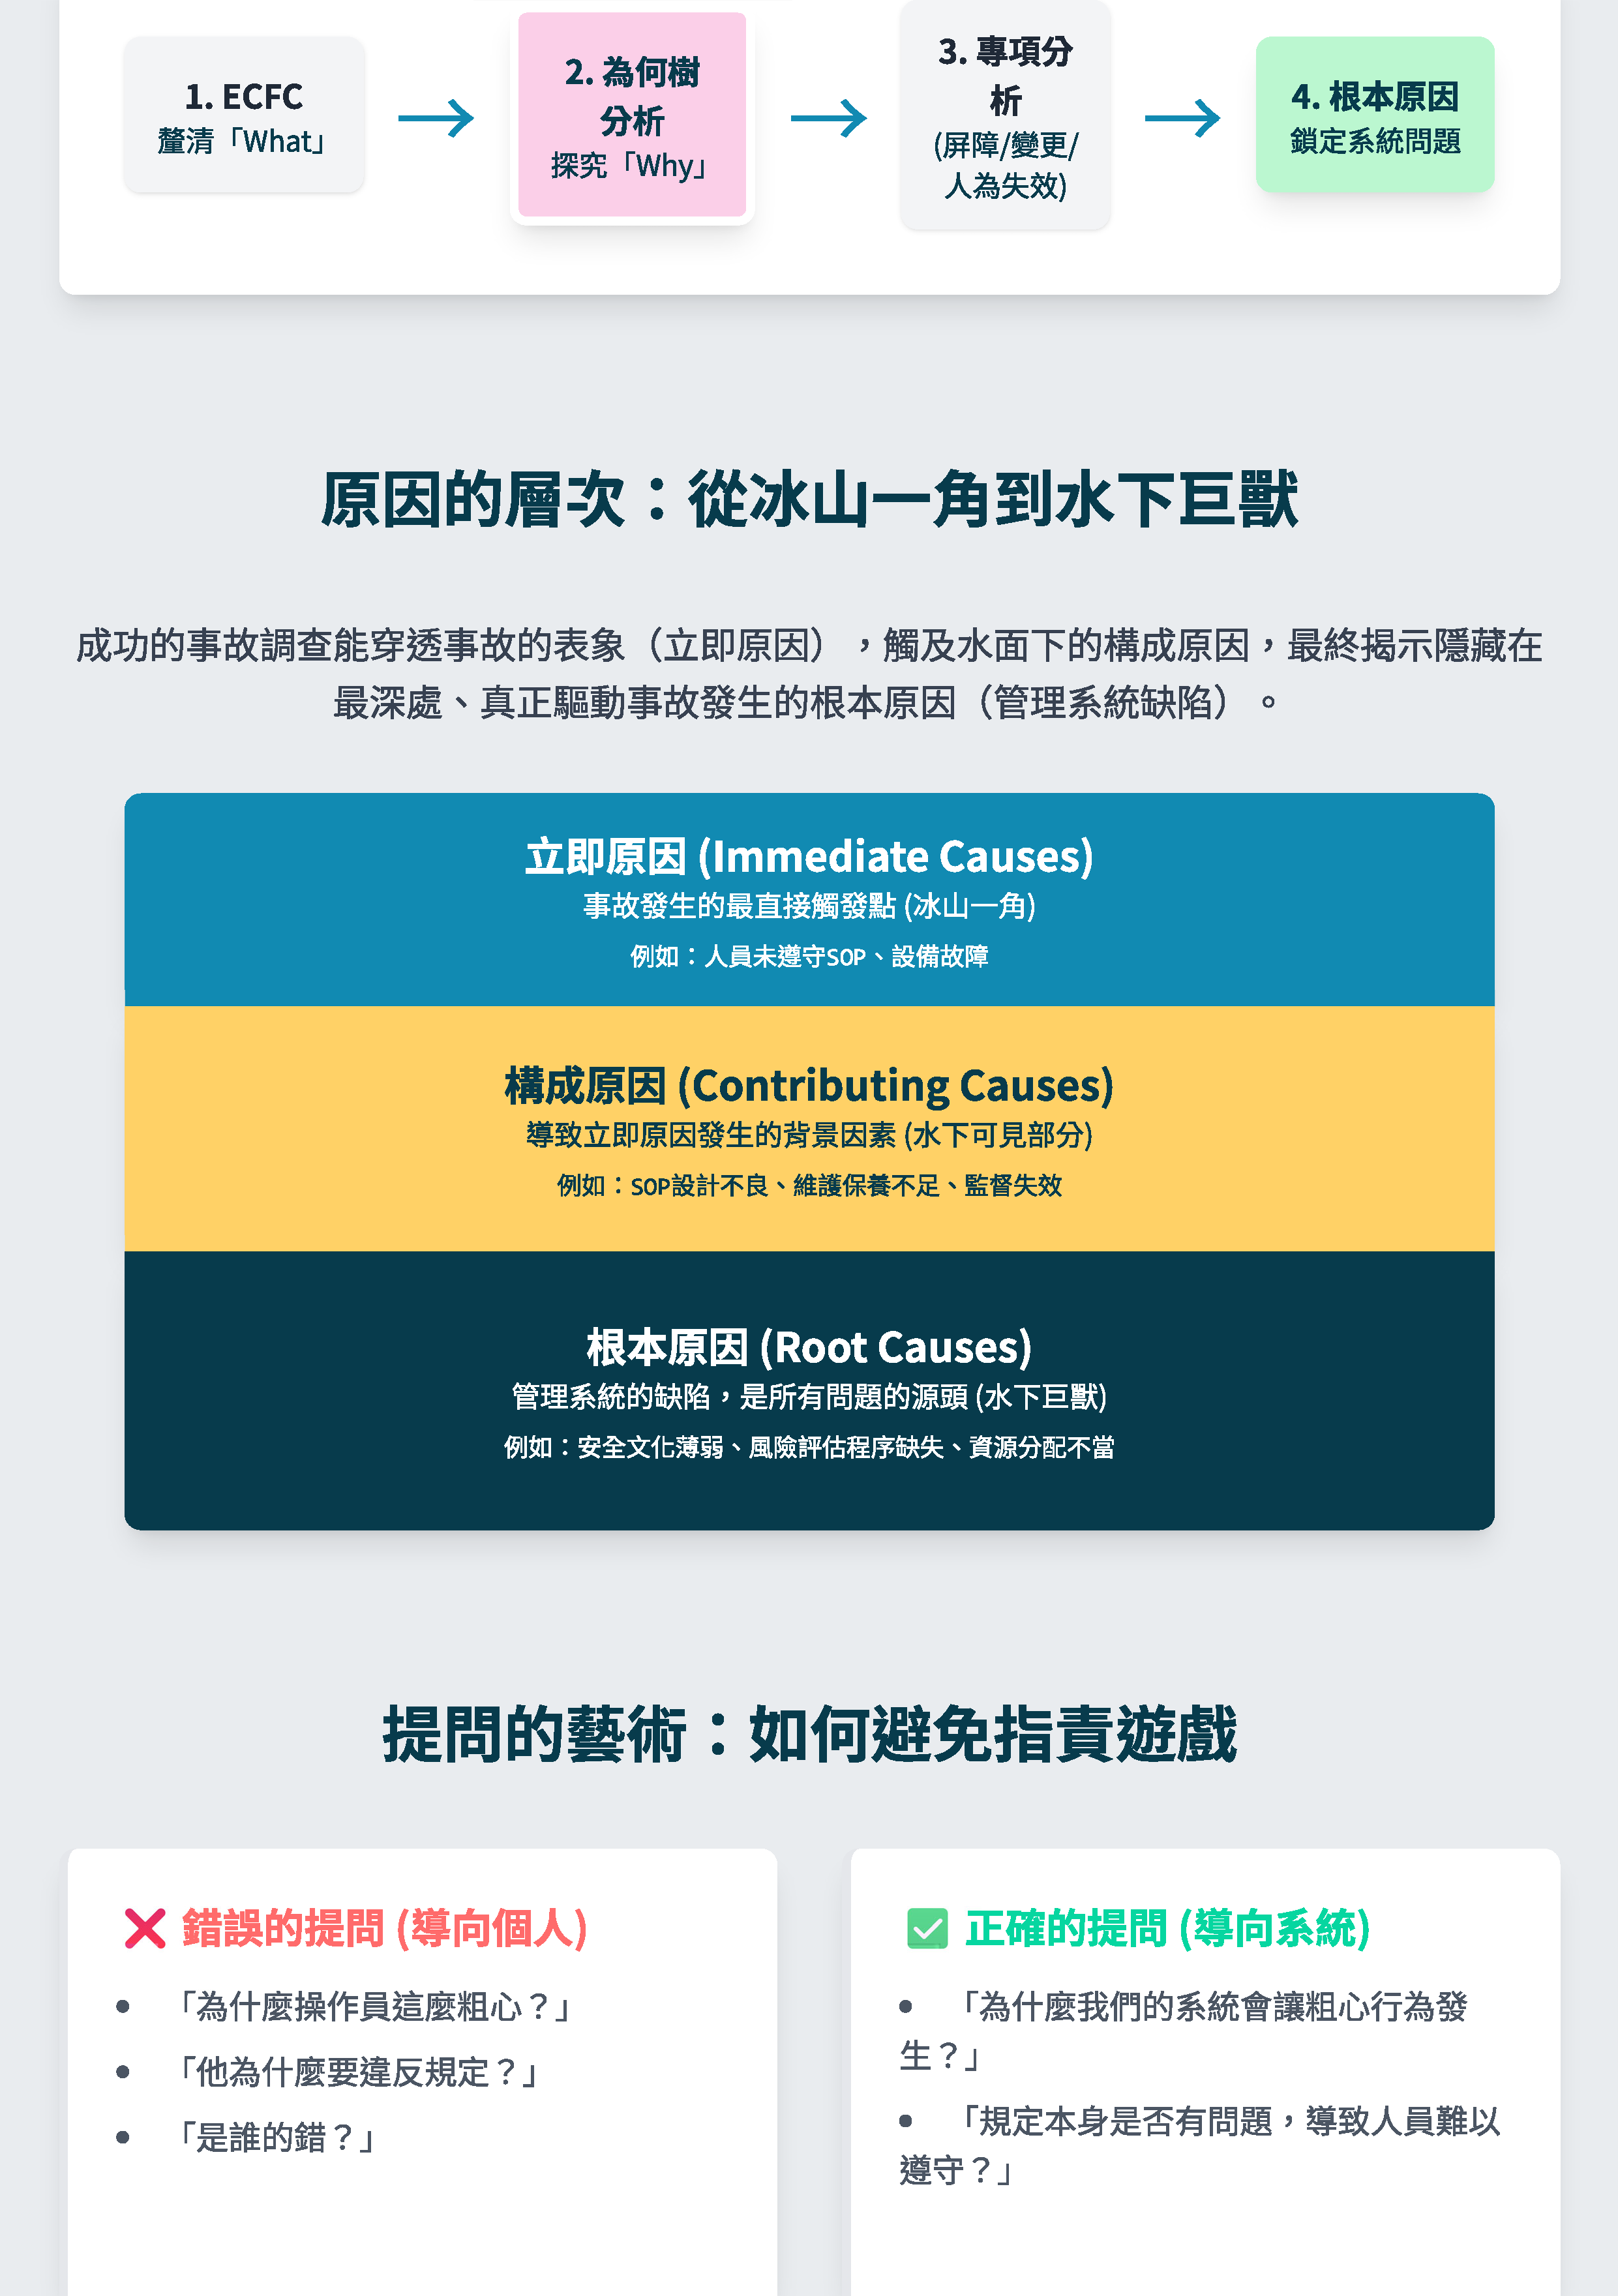 1. ECFC
釐清「What」
2. 為何樹
分析
探究「Why」
3. 專項分
析
(屏障/變更/
人為失效)
4. 根本原因
鎖定系統問題
原因的層次：從冰山一角到水下巨獸
成功的事故調查能穿透事故的表象（立即原因），觸及水面下的構成原因，最終揭示隱藏在
最深處、真正驅動事故發生的根本原因（管理系統缺陷）。
立即原因 (Immediate Causes)
事故發生的最直接觸發點 (冰山一角)
例如：人員未遵守SOP、設備故障
構成原因 (Contributing Causes)
導致立即原因發生的背景因素 (水下可見部分)
例如：SOP設計不良、維護保養不足、監督失效
根本原因 (Root Causes)
管理系統的缺陷，是所有問題的源頭 (水下巨獸)
例如：安全文化薄弱、風險評估程序缺失、資源分配不當
提問的藝術：如何避免指責遊戲
❌ 錯誤的提問 (導向個人)
• 「為什麼操作員這麼粗心？」
• 「他為什麼要違反規定？」
• 「是誰的錯？」
✅ 正確的提問 (導向系統)
• 「為什麼我們的系統會讓粗心行為發
生？」
• 「規定本身是否有問題，導致人員難以
遵守？」